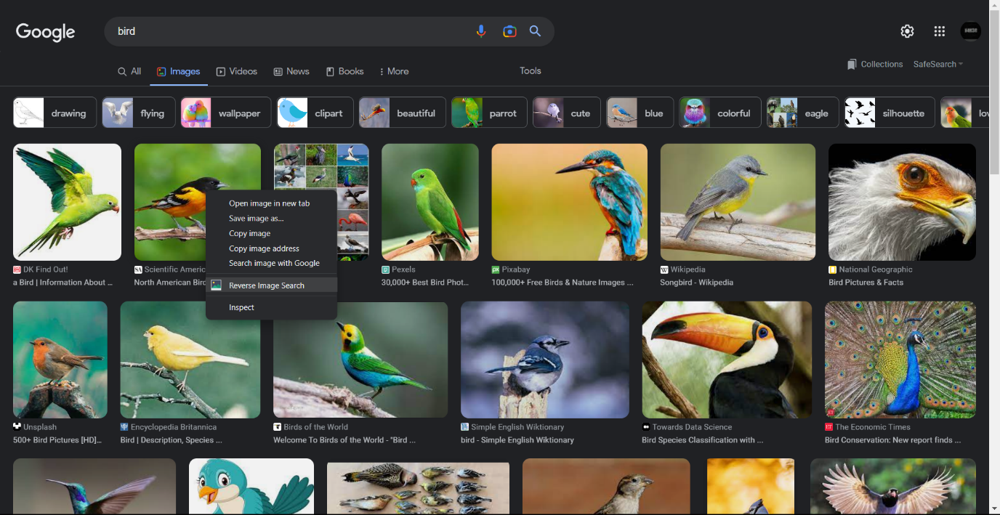 Google
bird
All
Images
Videos
News
Books
More
Tools
Collections
SafeSearch
drawing
flying
wallpaper
clipart
beautiful
parrot
cute
blue
colorful
eagle
silhouette
Open image in new tab
Save image as...
Copy image
Copy image address
Search image with Google
Reverse Image Search
Inspect
DK Find Out!
a Bird | Information About ...
SA Scientific Americ
North American Bird
Pexels
30,000+ Best Bird Phot...
Pixabay
100,000+ Free Birds & Nature Images ...
W Wikipedia
Songbird - Wikipedia
National Geographic
Bird Pictures & Facts
Unsplash
500+ Bird Pictures [HD]...
Encyclopedia Britannica
Bird | Description, Species ...
Birds of the World
Welcome To Birds of the World - "Bird ...
Simple English Wiktionary
bird - Simple English Wiktionary
Towards Data Science
Bird Species Classification with ...
ET
The Economic Times
Bird Conservation: New report finds ...